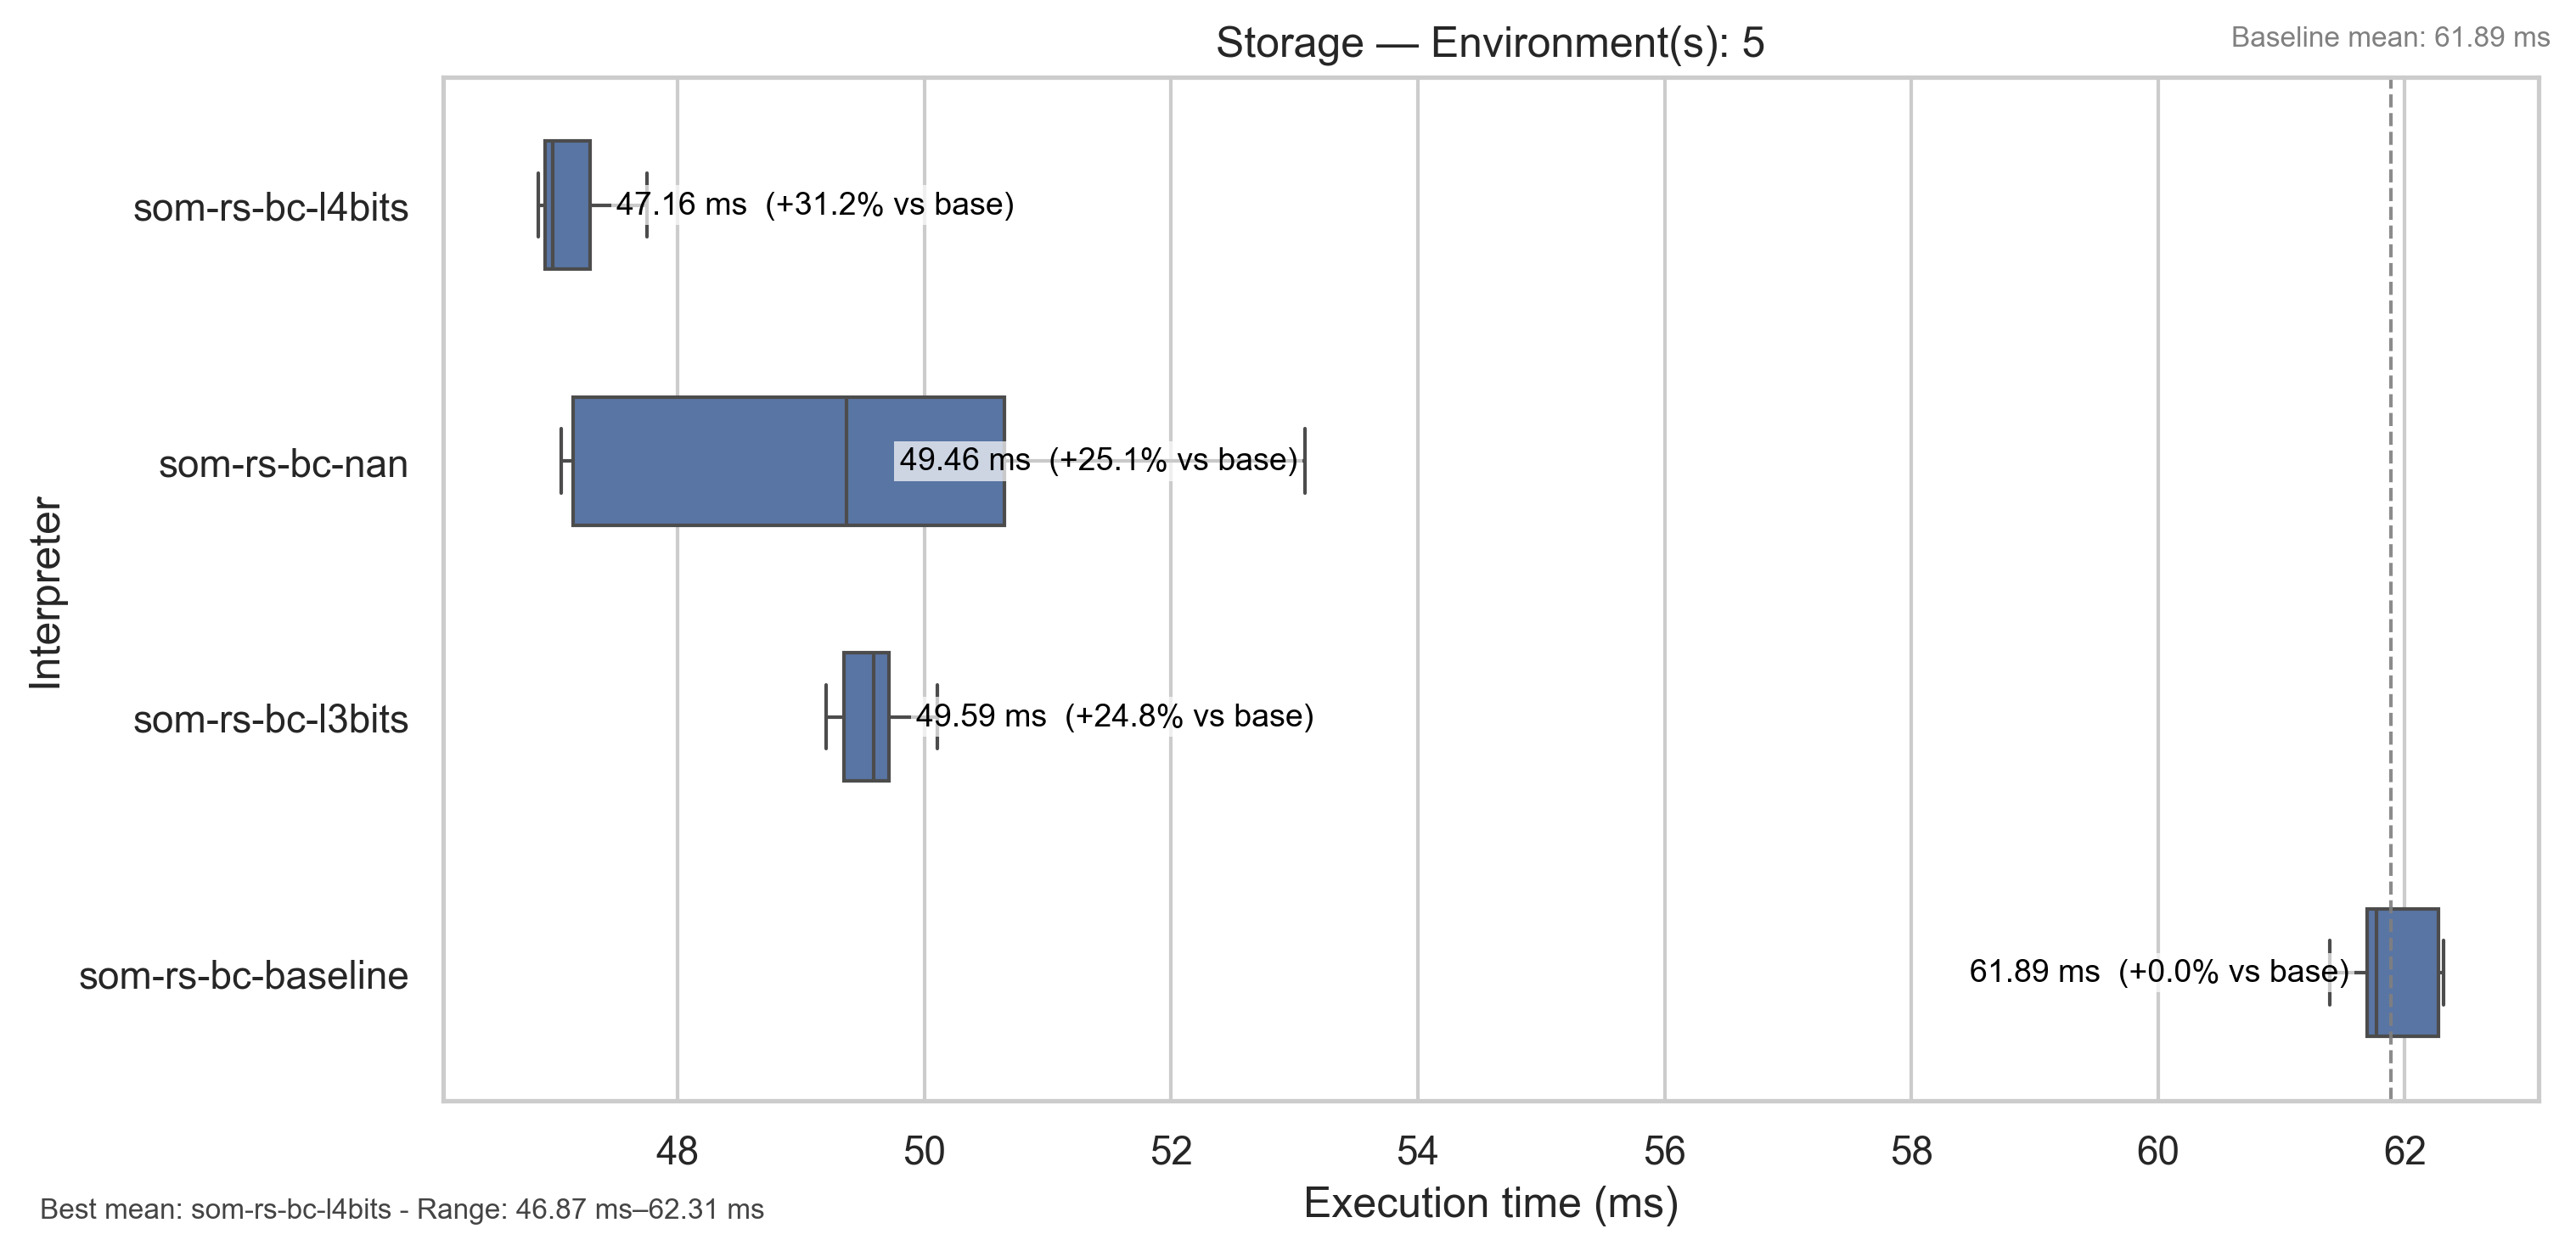 Storage — Environment(s): 5
Baseline mean: 61.89 ms
Interpreter
som-rs-bc-l4bits
47.16 ms  (+31.2% vs base)
som-rs-bc-nan
49.46 ms  (+25.1% vs base)
som-rs-bc-l3bits
49.59 ms  (+24.8% vs base)
som-rs-bc-baseline
61.89 ms  (+0.0% vs base)
48 50 52 54 56 58 60 62
Execution time (ms)
Best mean: som-rs-bc-l4bits - Range: 46.87 ms–62.31 ms